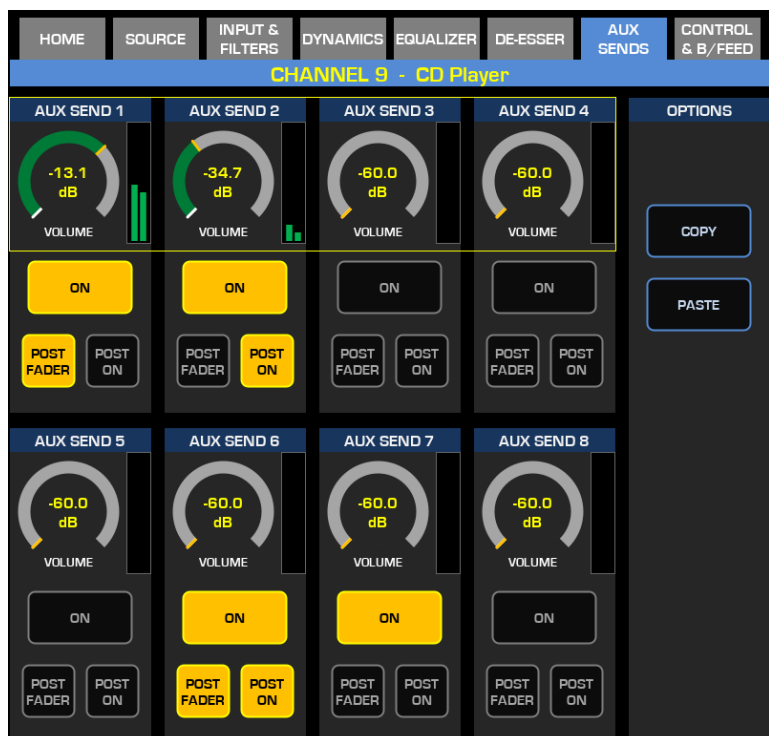 HOME SOURCE INPUT & FILTERS DYNAMICS EQUALIZER DE-ESSER AUX SENDS CONTROL & B/FEED
CHANNEL 9 - CD Player
AUX SEND 1 AUX SEND 2 AUX SEND 3 AUX SEND 4 OPTIONS
-13.1 -34.7 -60.0 -60.0
dB dB dB dB
VOLUME VOLUME VOLUME VOLUME
COPY
ON ON ON ON
PASTE
POST POST POST POST POST POST POST POST
FADER ON FADER ON FADER ON FADER ON
AUX SEND 5 AUX SEND 6 AUX SEND 7 AUX SEND 8
-60.0 -60.0 -60.0 -60.0
dB dB dB dB
VOLUME VOLUME VOLUME VOLUME
ON ON ON ON
POST POST POST POST POST POST POST POST
FADER ON FADER ON FADER ON FADER ON